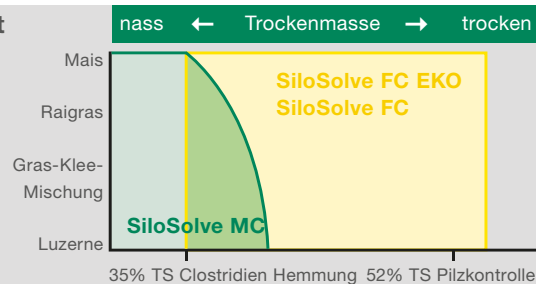 t
nass ← Trockenmasse → trocken
Mais
Raigras
Gras-Klee-
Mischung
Luzerne
SiloSolve FC EKO
SiloSolve FC
SiloSolve MC
35% TS Clostridien Hemmung 52% TS Pilzkontrolle